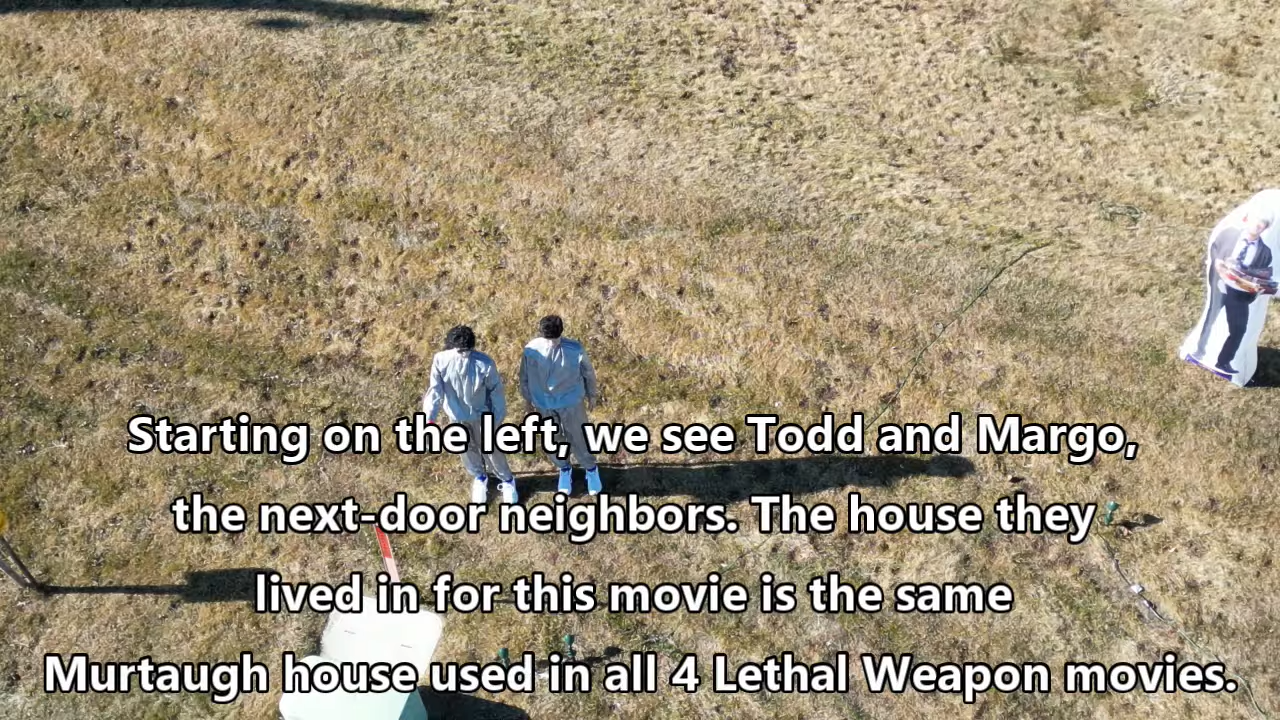 Starting on the left, we see Todd and Margo,
the next-door neighbors. The house they
lived in for this movie is the same
Murtaugh house used in all 4 Lethal Weapon movies.